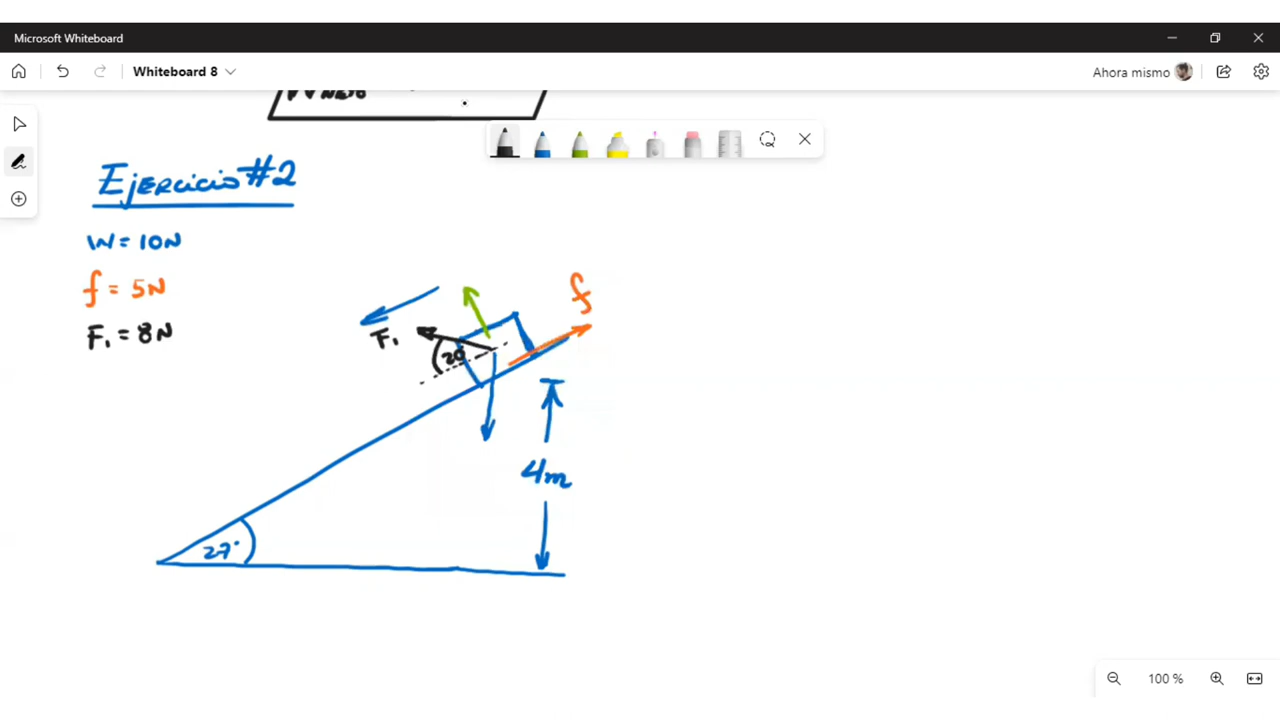 Microsoft Whiteboard
Whiteboard 8
Ahora mismo
Ejercicio #2
W = 10N
f = 5N
F₁ = 8N
f
F₁
20°
4m
27°
100 %